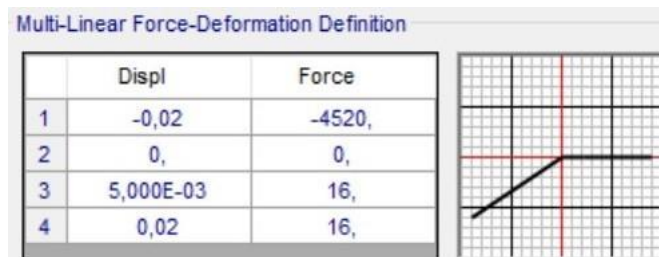 Multi-Linear Force-Deformation Definition
Displ Force
1 -0,02 -4520,
2 0, 0,
3 5,000E-03 16,
4 0,02 16,